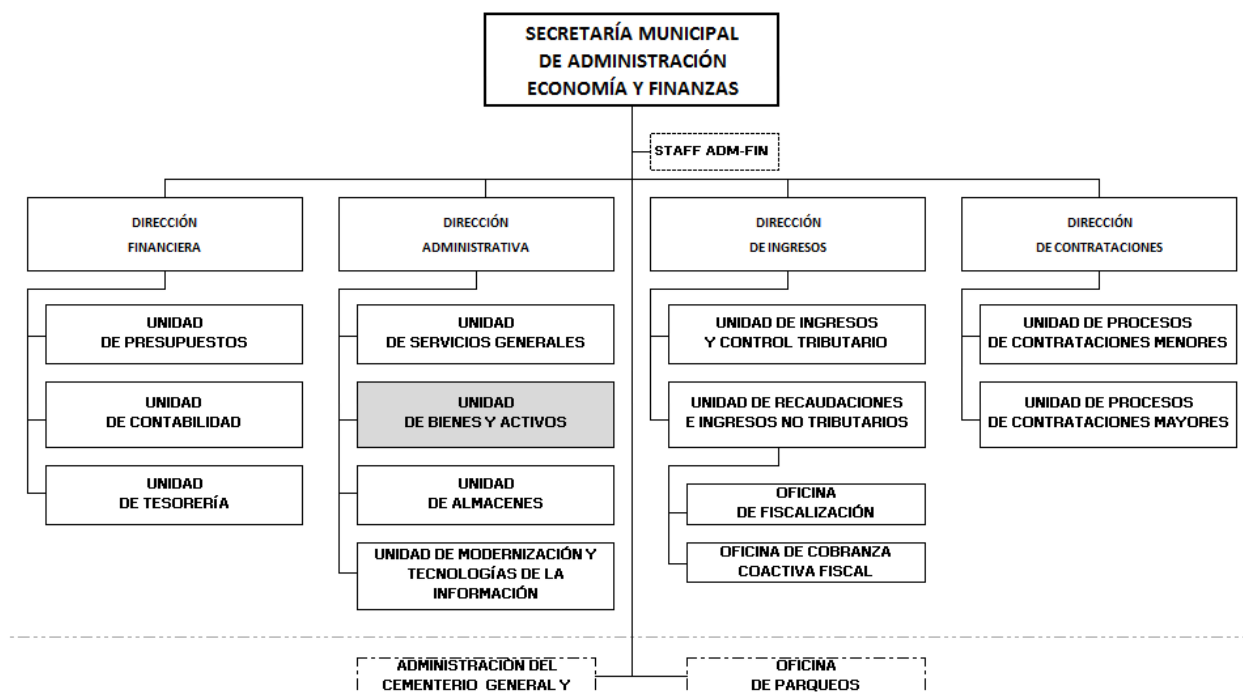 SECRETARÍA MUNICIPAL
DE ADMINISTRACIÓN
ECONOMÍA Y FINANZAS
STAFF ADM-FIN
DIRECCIÓN
FINANCIERA
DIRECCIÓN
ADMINISTRATIVA
DIRECCIÓN
DE INGRESOS
DIRECCIÓN
DE CONTRATACIONES
UNIDAD
DE PRESUPUESTOS
UNIDAD
DE SERVICIOS GENERALES
UNIDAD DE INGRESOS
Y CONTROL TRIBUTARIO
UNIDAD DE PROCESOS
DE CONTRATACIONES MENORES
UNIDAD
DE CONTABILIDAD
UNIDAD
DE BIENES Y ACTIVOS
UNIDAD DE RECAUDACIONES
E INGRESOS NO TRIBUTARIOS
UNIDAD DE PROCESOS
DE CONTRATACIONES MAYORES
UNIDAD
DE TESORERÍA
UNIDAD
DE ALMACENES
OFICINA
DE FISCALIZACIÓN
UNIDAD DE MODERNIZACIÓN Y
TECNOLOGÍAS DE LA
INFORMACIÓN
OFICINA DE COBRANZA
COACTIVA FISCAL
ADMINISTRACIÓN DEL
CEMENTERIO GENERAL Y
OFICINA
DE PARQUEOS